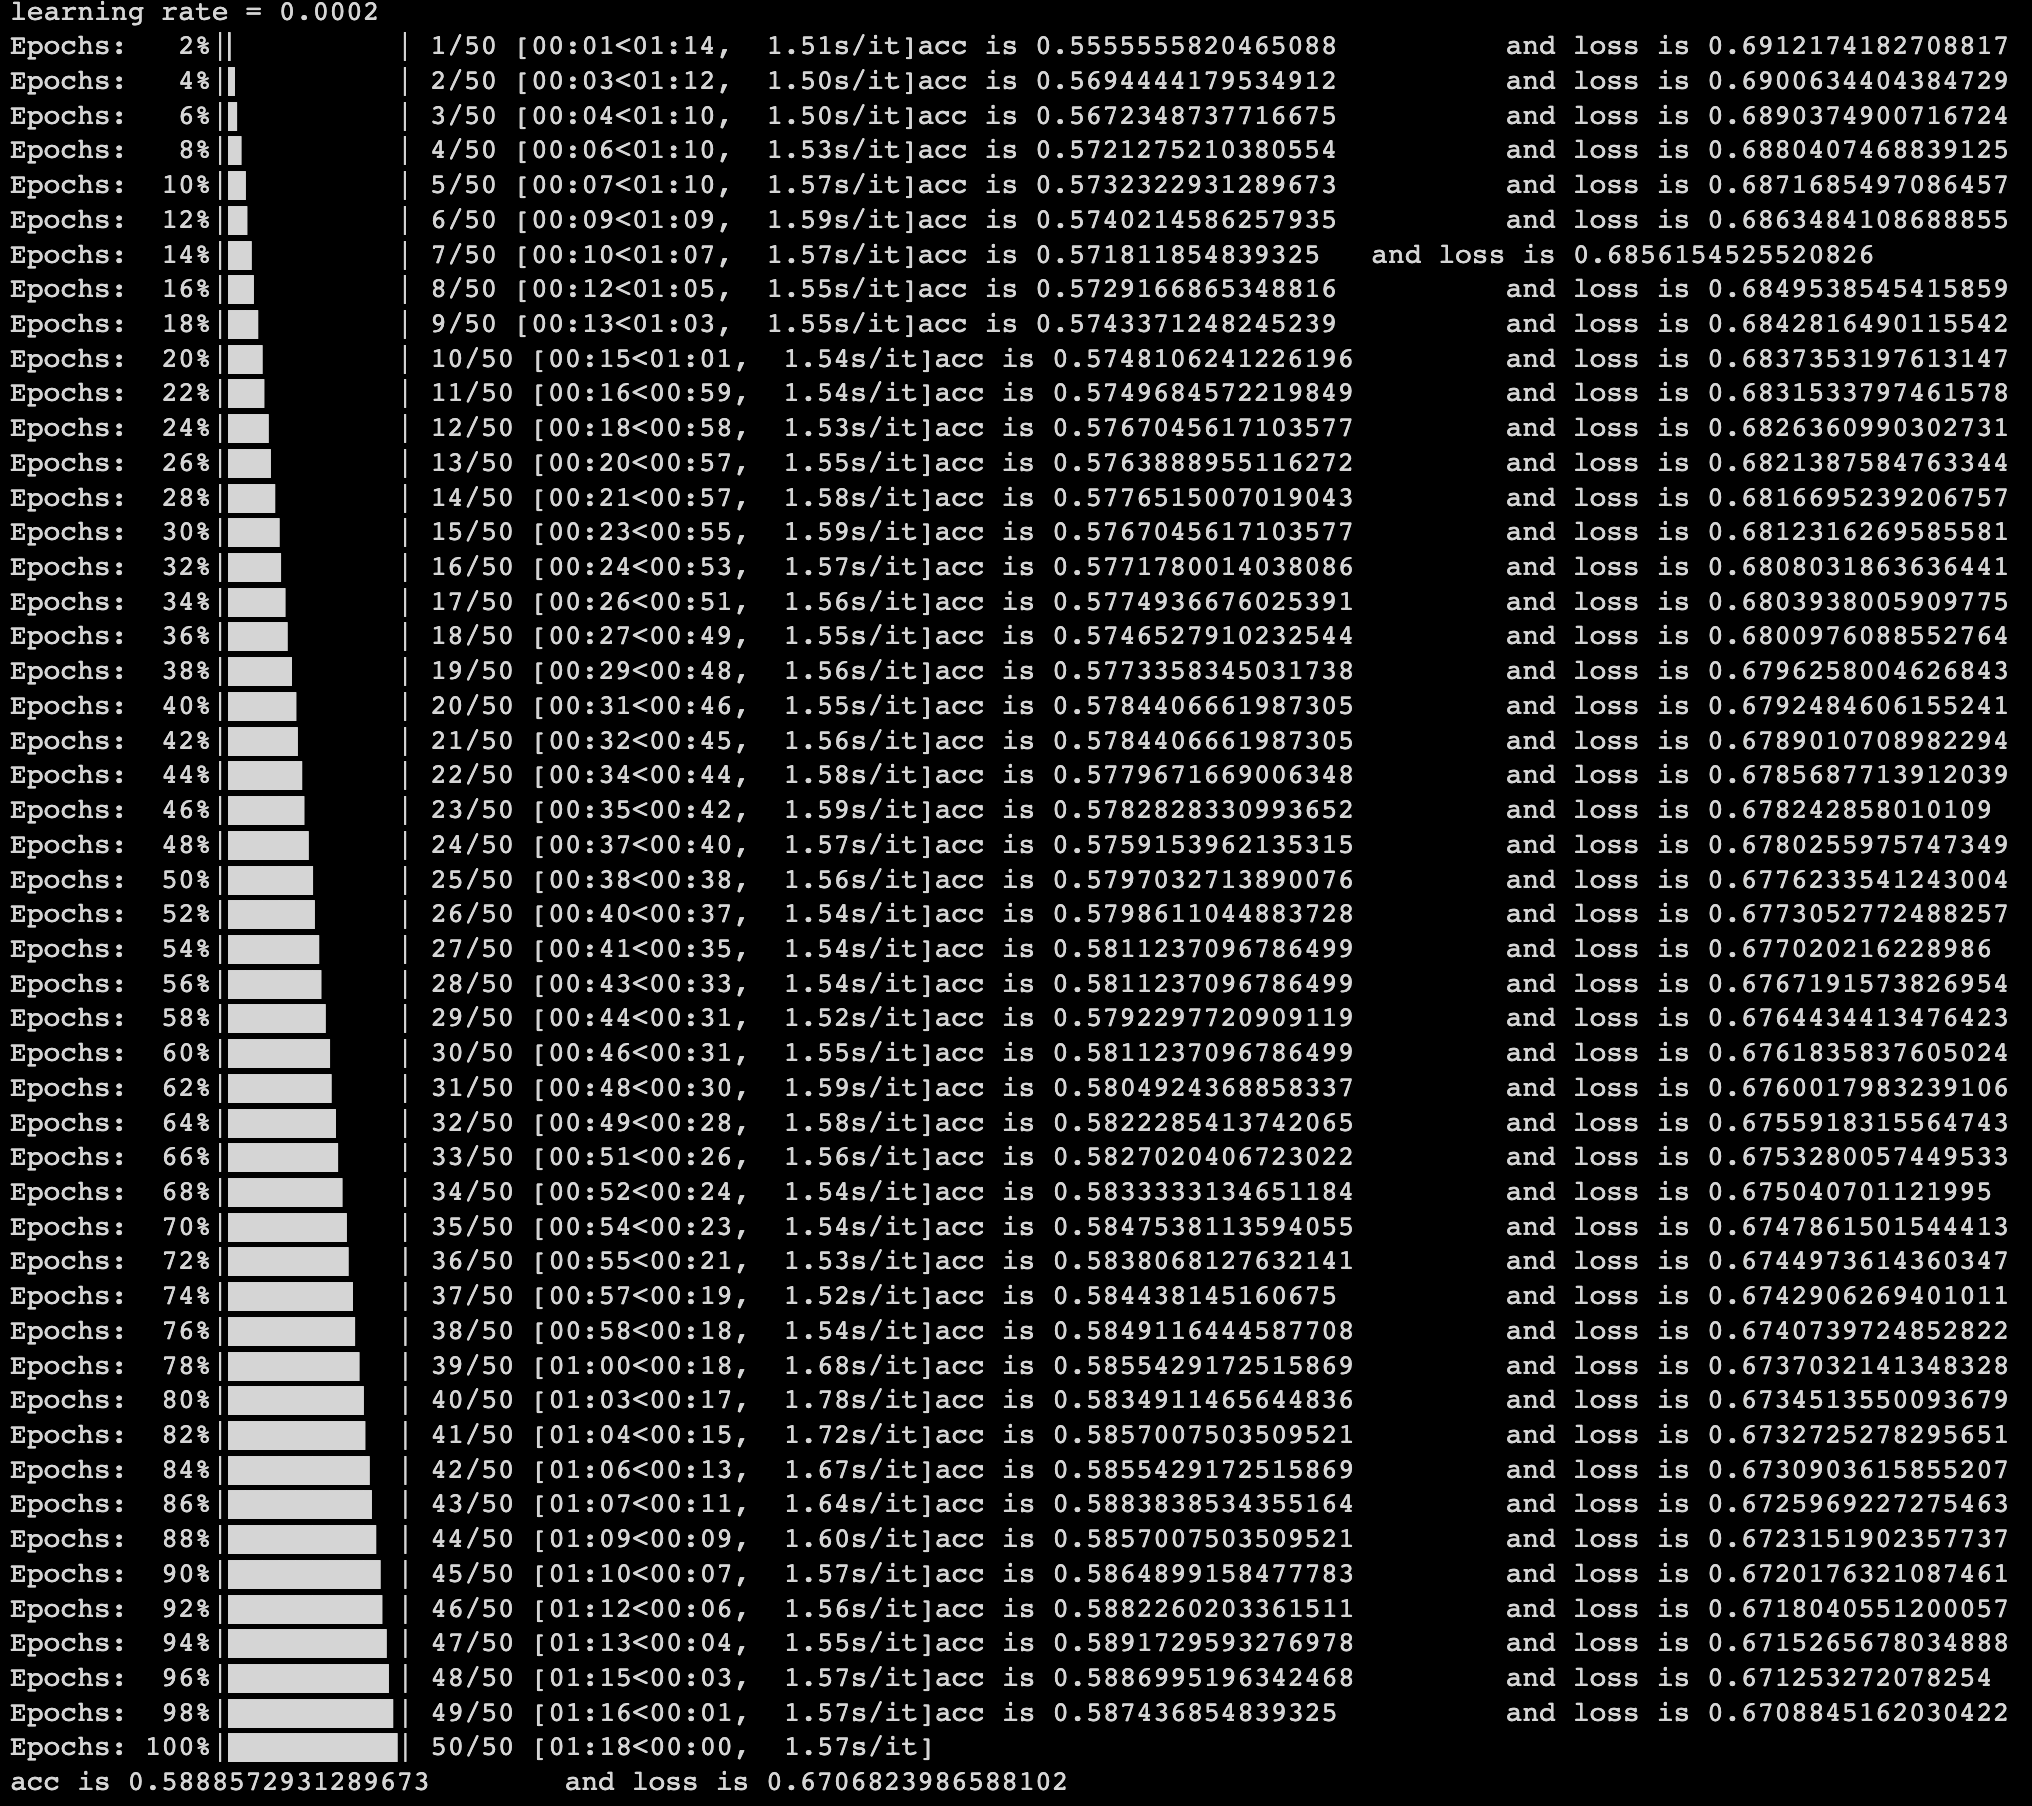 learning rate = 0.0002
Epochs:   2%|| | 1/50 [00:01<01:14,  1.51s/it]acc is 0.5555555820465088 and loss is 0.6912174182708817
Epochs:   4%| | 2/50 [00:03<01:12,  1.50s/it]acc is 0.5694444179534912 and loss is 0.6900634404384729
Epochs:   6%| | 3/50 [00:04<01:10,  1.50s/it]acc is 0.5672348737716675 and loss is 0.6890374900716724
Epochs:   8%| | 4/50 [00:06<01:10,  1.53s/it]acc is 0.5721275210380554 and loss is 0.6880407468839125
Epochs:  10%| | 5/50 [00:07<01:10,  1.57s/it]acc is 0.5732322931289673 and loss is 0.6871685497086457
Epochs:  12%| | 6/50 [00:09<01:09,  1.59s/it]acc is 0.5740214586257935 and loss is 0.6863484108688855
Epochs:  14%| | 7/50 [00:10<01:07,  1.57s/it]acc is 0.571811854839325 and loss is 0.6856154525520826
Epochs:  16%| | 8/50 [00:12<01:05,  1.55s/it]acc is 0.5729166865348816 and loss is 0.6849538545415859
Epochs:  18%| | 9/50 [00:13<01:03,  1.55s/it]acc is 0.5743371248245239 and loss is 0.6842816490115542
Epochs:  20%| | 10/50 [00:15<01:01,  1.54s/it]acc is 0.5748106241226196 and loss is 0.6837353197613147
Epochs:  22%| | 11/50 [00:16<00:59,  1.54s/it]acc is 0.5749684572219849 and loss is 0.6831533797461578
Epochs:  24%| | 12/50 [00:18<00:58,  1.53s/it]acc is 0.5767045617103577 and loss is 0.6826360990302731
Epochs:  26%| | 13/50 [00:20<00:57,  1.55s/it]acc is 0.5763888955116272 and loss is 0.6821387584763344
Epochs:  28%| | 14/50 [00:21<00:57,  1.58s/it]acc is 0.5776515007019043 and loss is 0.6816695239206757
Epochs:  30%| | 15/50 [00:23<00:55,  1.59s/it]acc is 0.5767045617103577 and loss is 0.6812316269585581
Epochs:  32%| | 16/50 [00:24<00:53,  1.57s/it]acc is 0.5771780014038086 and loss is 0.6808031863636441
Epochs:  34%| | 17/50 [00:26<00:51,  1.56s/it]acc is 0.5774936676025391 and loss is 0.6803938005909775
Epochs:  36%| | 18/50 [00:27<00:49,  1.55s/it]acc is 0.5746527910232544 and loss is 0.6800976088552764
Epochs:  38%| | 19/50 [00:29<00:48,  1.56s/it]acc is 0.5773358345031738 and loss is 0.6796258004626843
Epochs:  40%| | 20/50 [00:31<00:46,  1.55s/it]acc is 0.5784406661987305 and loss is 0.6792484606155241
Epochs:  42%| | 21/50 [00:32<00:45,  1.56s/it]acc is 0.5784406661987305 and loss is 0.6789010708982294
Epochs:  44%| | 22/50 [00:34<00:44,  1.58s/it]acc is 0.5779671669006348 and loss is 0.6785687713912039
Epochs:  46%| | 23/50 [00:35<00:42,  1.59s/it]acc is 0.5782828330993652 and loss is 0.678242858010109
Epochs:  48%| | 24/50 [00:37<00:40,  1.57s/it]acc is 0.5759153962135315 and loss is 0.6780255975747349
Epochs:  50%| | 25/50 [00:38<00:38,  1.56s/it]acc is 0.5797032713890076 and loss is 0.6776233541243004
Epochs:  52%| | 26/50 [00:40<00:37,  1.54s/it]acc is 0.5798611044883728 and loss is 0.6773052772488257
Epochs:  54%| | 27/50 [00:41<00:35,  1.54s/it]acc is 0.5811237096786499 and loss is 0.677020216228986
Epochs:  56%| | 28/50 [00:43<00:33,  1.54s/it]acc is 0.5811237096786499 and loss is 0.6767191573826954
Epochs:  58%| | 29/50 [00:44<00:31,  1.52s/it]acc is 0.5792297720909119 and loss is 0.6764434413476423
Epochs:  60%| | 30/50 [00:46<00:31,  1.55s/it]acc is 0.5811237096786499 and loss is 0.6761835837605024
Epochs:  62%| | 31/50 [00:48<00:30,  1.59s/it]acc is 0.5804924368858337 and loss is 0.6760017983239106
Epochs:  64%| | 32/50 [00:49<00:28,  1.58s/it]acc is 0.5822285413742065 and loss is 0.6755918315564743
Epochs:  66%| | 33/50 [00:51<00:26,  1.56s/it]acc is 0.5827020406723022 and loss is 0.6753280057449533
Epochs:  68%| | 34/50 [00:52<00:24,  1.54s/it]acc is 0.5833333134651184 and loss is 0.675040701121995
Epochs:  70%| | 35/50 [00:54<00:23,  1.54s/it]acc is 0.5847538113594055 and loss is 0.6747861501544413
Epochs:  72%| | 36/50 [00:55<00:21,  1.53s/it]acc is 0.5838068127632141 and loss is 0.6744973614360347
Epochs:  74%| | 37/50 [00:57<00:19,  1.52s/it]acc is 0.584438145160675 and loss is 0.6742906269401011
Epochs:  76%| | 38/50 [00:58<00:18,  1.54s/it]acc is 0.5849116444587708 and loss is 0.6740739724852822
Epochs:  78%| | 39/50 [01:00<00:18,  1.68s/it]acc is 0.5855429172515869 and loss is 0.6737032141348328
Epochs:  80%| | 40/50 [01:03<00:17,  1.78s/it]acc is 0.5834911465644836 and loss is 0.6734513550093679
Epochs:  82%| | 41/50 [01:04<00:15,  1.72s/it]acc is 0.5857007503509521 and loss is 0.6732725278295651
Epochs:  84%| | 42/50 [01:06<00:13,  1.67s/it]acc is 0.5855429172515869 and loss is 0.6730903615855207
Epochs:  86%| | 43/50 [01:07<00:11,  1.64s/it]acc is 0.5883838534355164 and loss is 0.6725969227275463
Epochs:  88%| | 44/50 [01:09<00:09,  1.60s/it]acc is 0.5857007503509521 and loss is 0.6723151902357737
Epochs:  90%| | 45/50 [01:10<00:07,  1.57s/it]acc is 0.5864899158477783 and loss is 0.6720176321087461
Epochs:  92%| | 46/50 [01:12<00:06,  1.56s/it]acc is 0.5882260203361511 and loss is 0.6718040551200057
Epochs:  94%| | 47/50 [01:13<00:04,  1.55s/it]acc is 0.5891729593276978 and loss is 0.6715265678034888
Epochs:  96%| | 48/50 [01:15<00:03,  1.57s/it]acc is 0.5886995196342468 and loss is 0.671253272078254
Epochs:  98%| | 49/50 [01:16<00:01,  1.57s/it]acc is 0.587436854839325 and loss is 0.6708845162030422
Epochs: 100%| | 50/50 [01:18<00:00,  1.57s/it]
acc is 0.5888572931289673 and loss is 0.6706823986588102